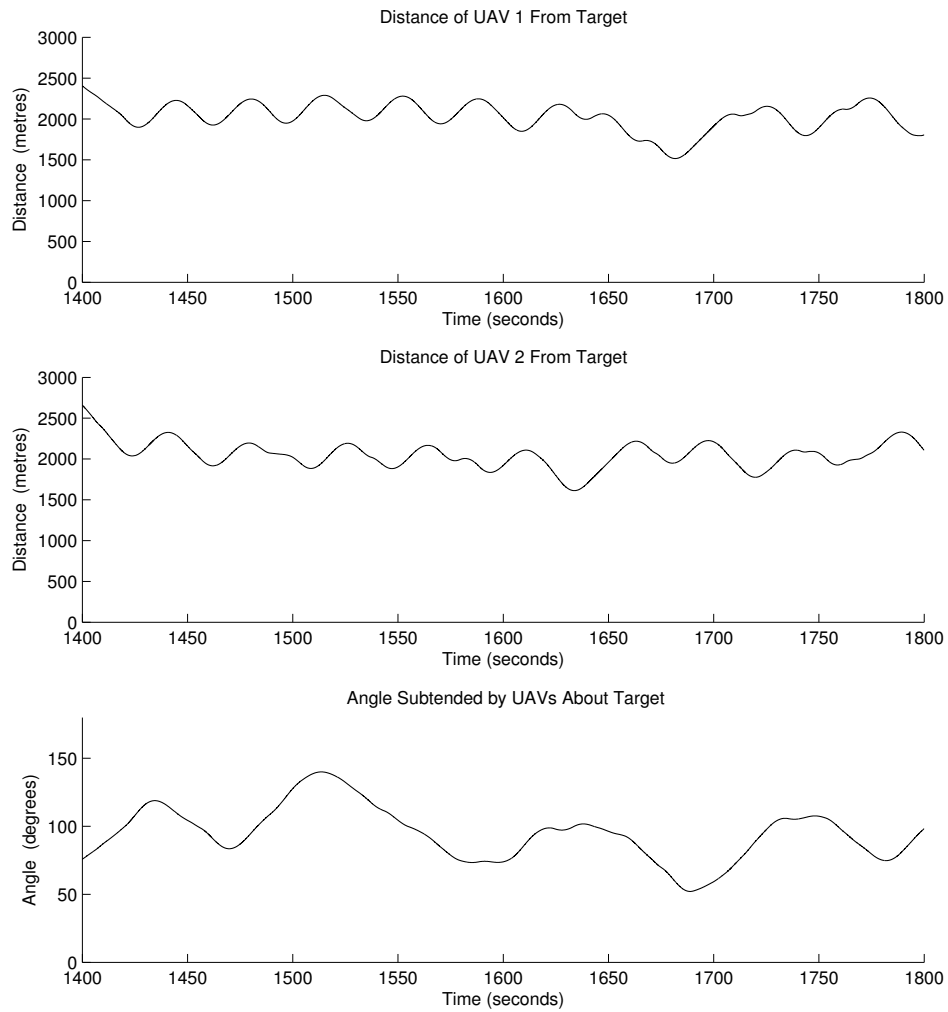 Distance of UAV 1 From Target
3000
2500
2000
1500
1000
500
0
Distance (metres)
1400 1450 1500 1550 1600 1650 1700 1750 1800
Time (seconds)
Distance of UAV 2 From Target
3000
2500
2000
1500
1000
500
0
Distance (metres)
1400 1450 1500 1550 1600 1650 1700 1750 1800
Time (seconds)
Angle Subtended by UAVs About Target
150
100
50
0
Angle (degrees)
1400 1450 1500 1550 1600 1650 1700 1750 1800
Time (seconds)